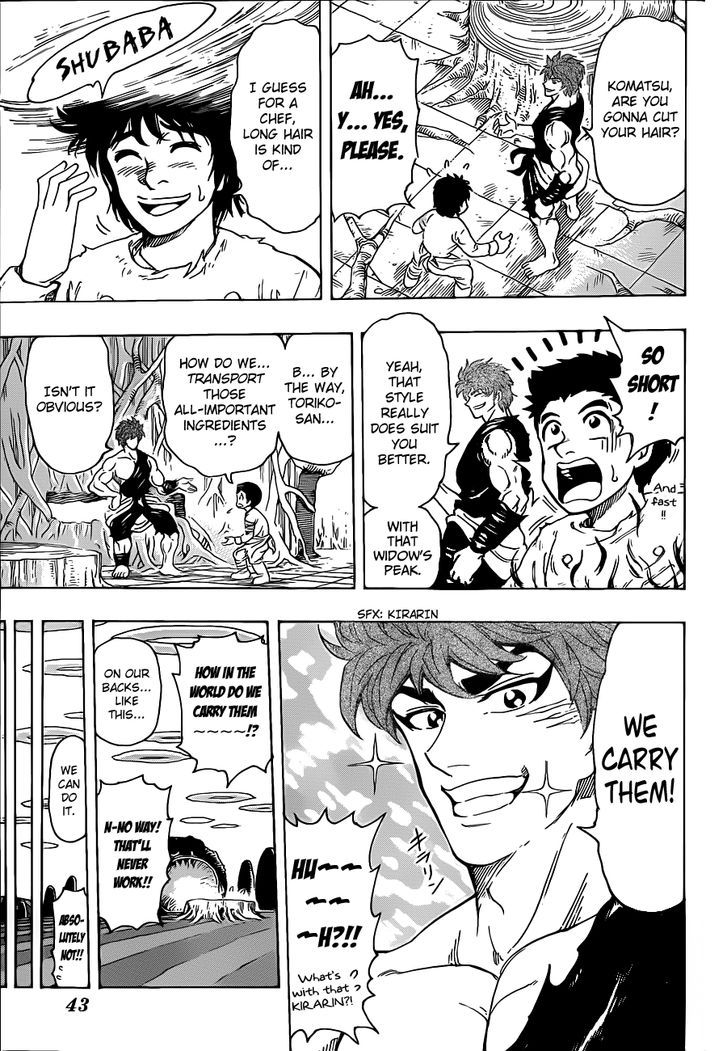 KOMATSU,
ARE YOU
GONNA CUT
YOUR HAIR?
AH...
Y... YES,
PLEASE.
I GUESS
FOR A
CHEF,
LONG HAIR
IS KIND
OF...
SHUBABA
SO
SHORT
!
And
fast
!!
YEAH,
THAT
STYLE
REALLY
DOES SUIT
YOU
BETTER.
WITH
THAT
WIDOW'S
PEAK.
B... BY
THE WAY,
TORIKO-
SAN...
HOW DO WE...
TRANSPORT
THOSE
ALL-IMPORTANT
INGREDIENTS
...?
ISN'T IT
OBVIOUS?
SFX: KIRARIN
WE
CARRY
THEM!
キラリン
HU~~
~~
~H?!!
What's
with that
KIRARIN?!
HOW IN THE
WORLD DO WE
CARRY THEM
~~~~!?
ON OUR
BACKS...
LIKE
THIS...
N-NO WAY!
THAT'LL
NEVER
WORK!!
WE
CAN DO
IT.
ABSO-
LUTELY
NOT!!
43